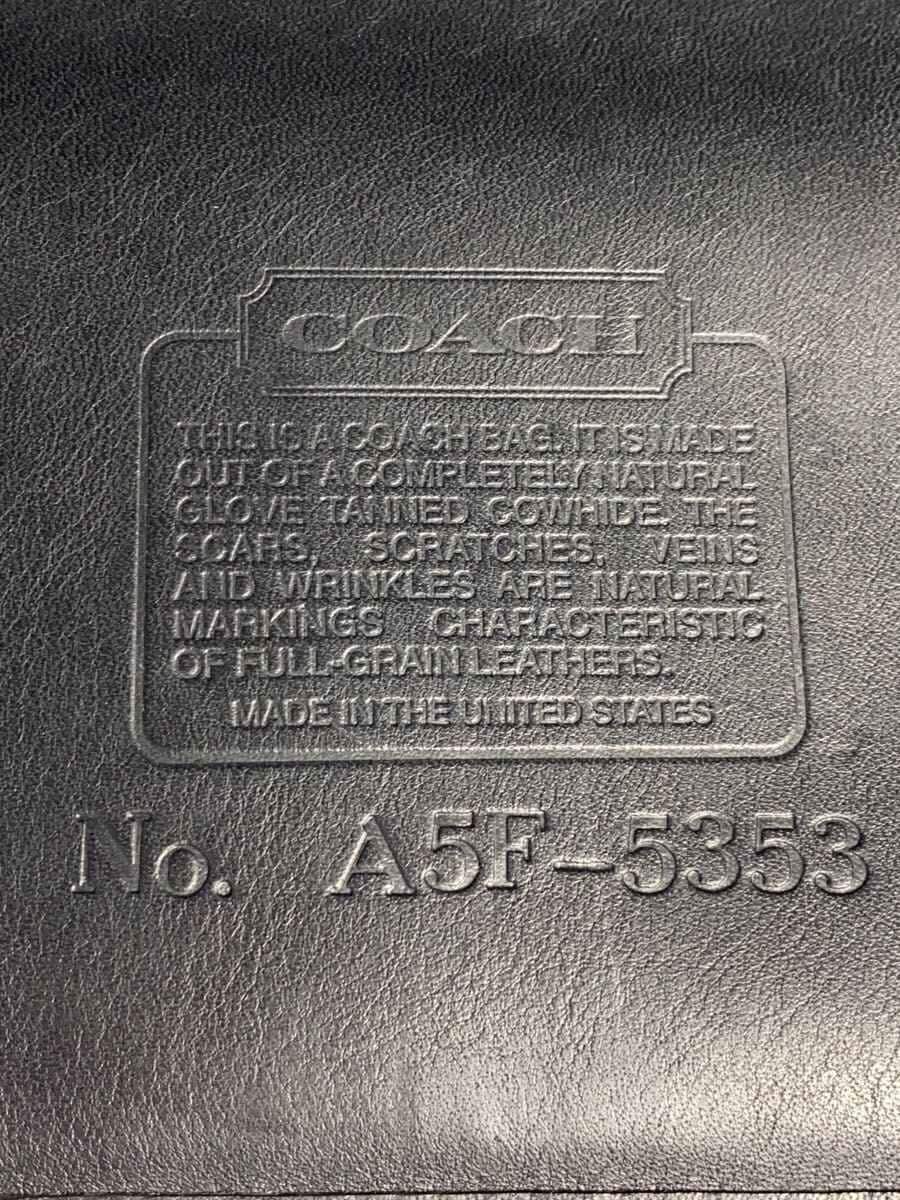 COACH
THIS IS A COACH BAG. IT IS MADE
OUT OF A COMPLETELY NATURAL
GLOVE TANNED COWHIDE. THE
SCARS, SCRATCHES, VEINS
AND WRINKLES ARE NATURAL
MARKINGS CHARACTERISTIC
OF FULL-GRAIN LEATHERS.
MADE IN THE UNITED STATES
No. A5F-5353